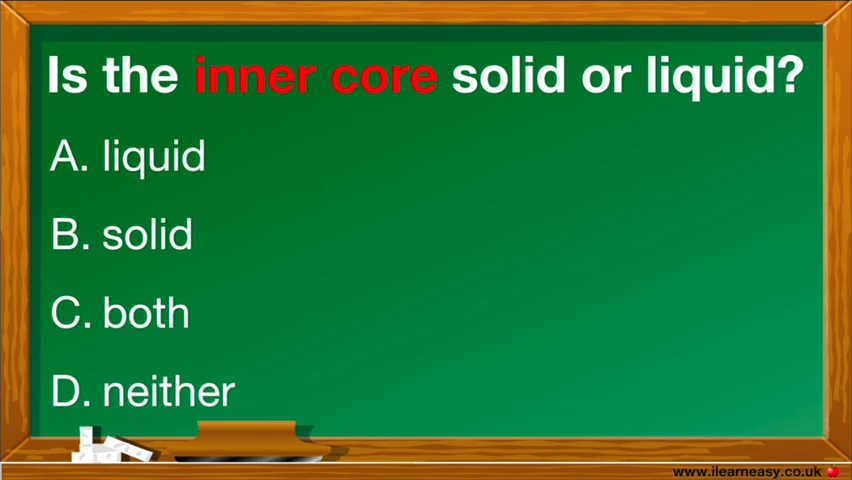 Is the inner core solid or liquid?
A. liquid
B. solid
C. both
D. neither
www.ilearneasy.co.uk